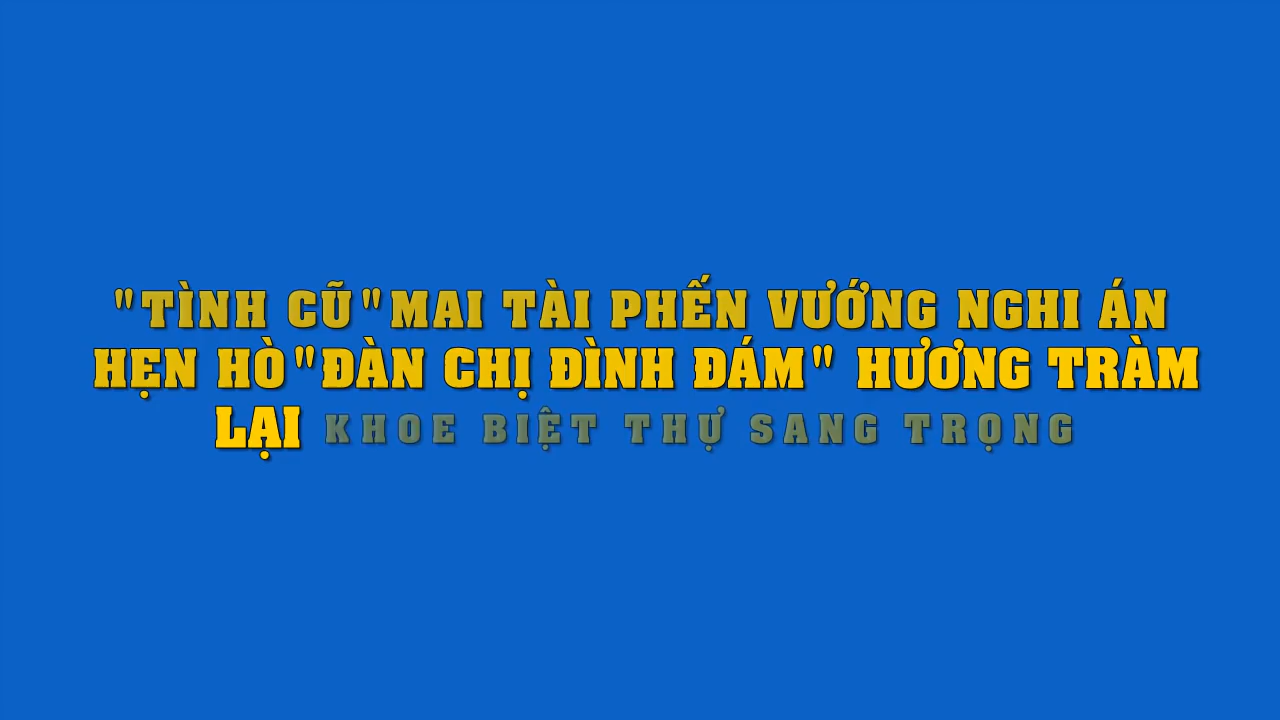 "TÌNH CŨ"MAI TÀI PHẾN VƯỚNG NGHI ÁN
HẸN HÒ"ĐÀN CHỊ ĐÌNH ĐÁM" HƯƠNG TRÀM
LẠI KHOE BIỆT THỰ SANG TRỌNG